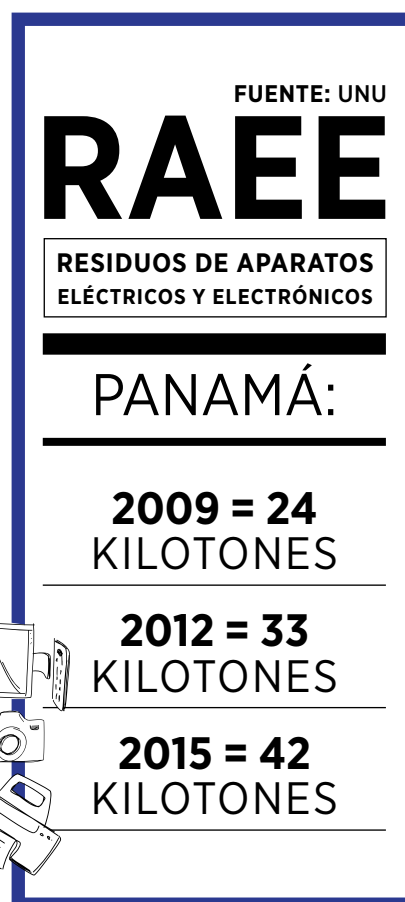 FUENTE: UNU
RAEE
RESIDUOS DE APARATOS
ELÉCTRICOS Y ELECTRÓNICOS
PANAMÁ:
2009 = 24
KILOTONES
2012 = 33
KILOTONES
2015 = 42
KILOTONES